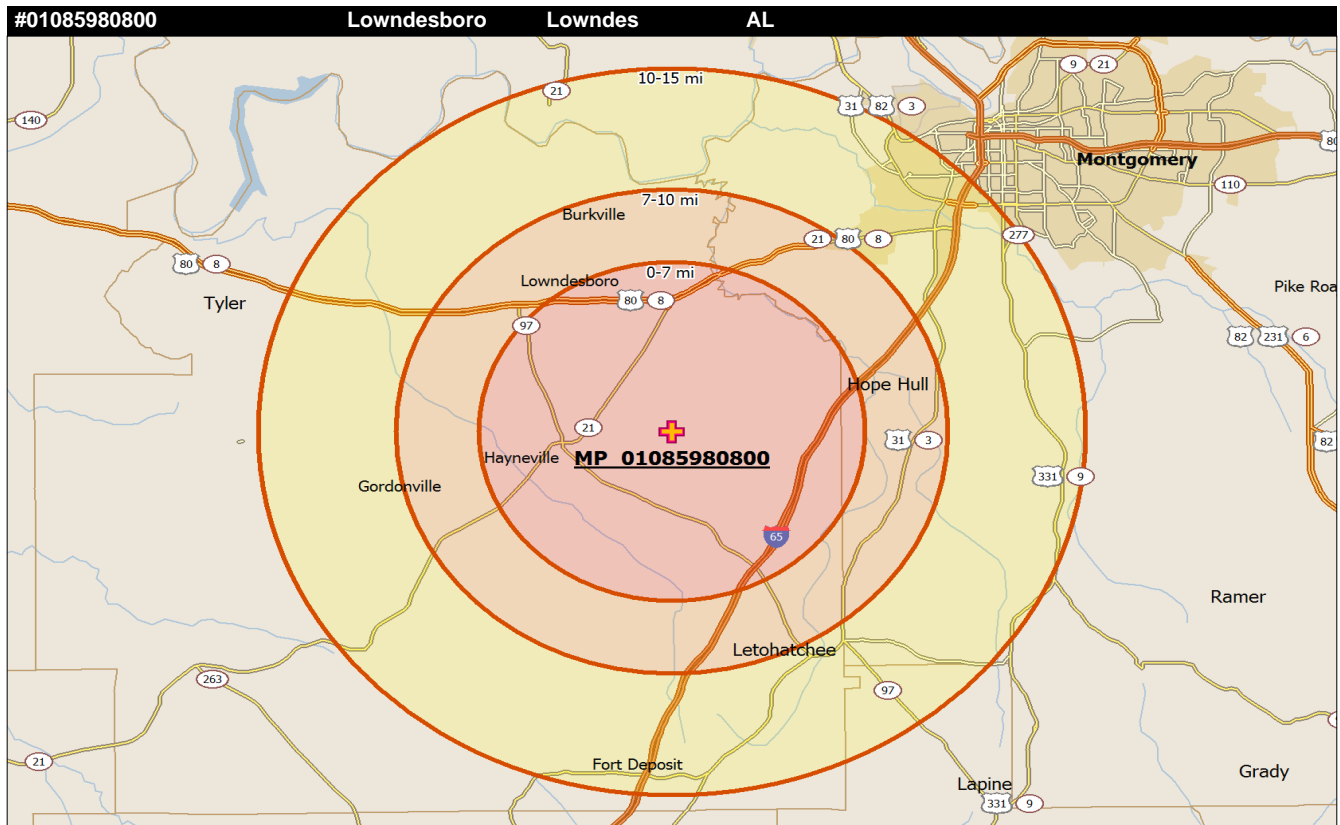 #01085980800 Lowndesboro Lowndes AL
10-15 mi
9 21
21
31 82 3
140
80
Montgomery
110
7-10 mi
Burkville
277
21 80 8
80 8
0-7 mi
Lowndesboro
Pike Roa
Tyler
80 8
97
82 231 6
Hope Hull
21
31 3
82
Hayneville
MP 01085980800
331 9
Gordonville
65
Ramer
Letohatchee
263
97
21
Fort Deposit
Grady
Lapine
331 9